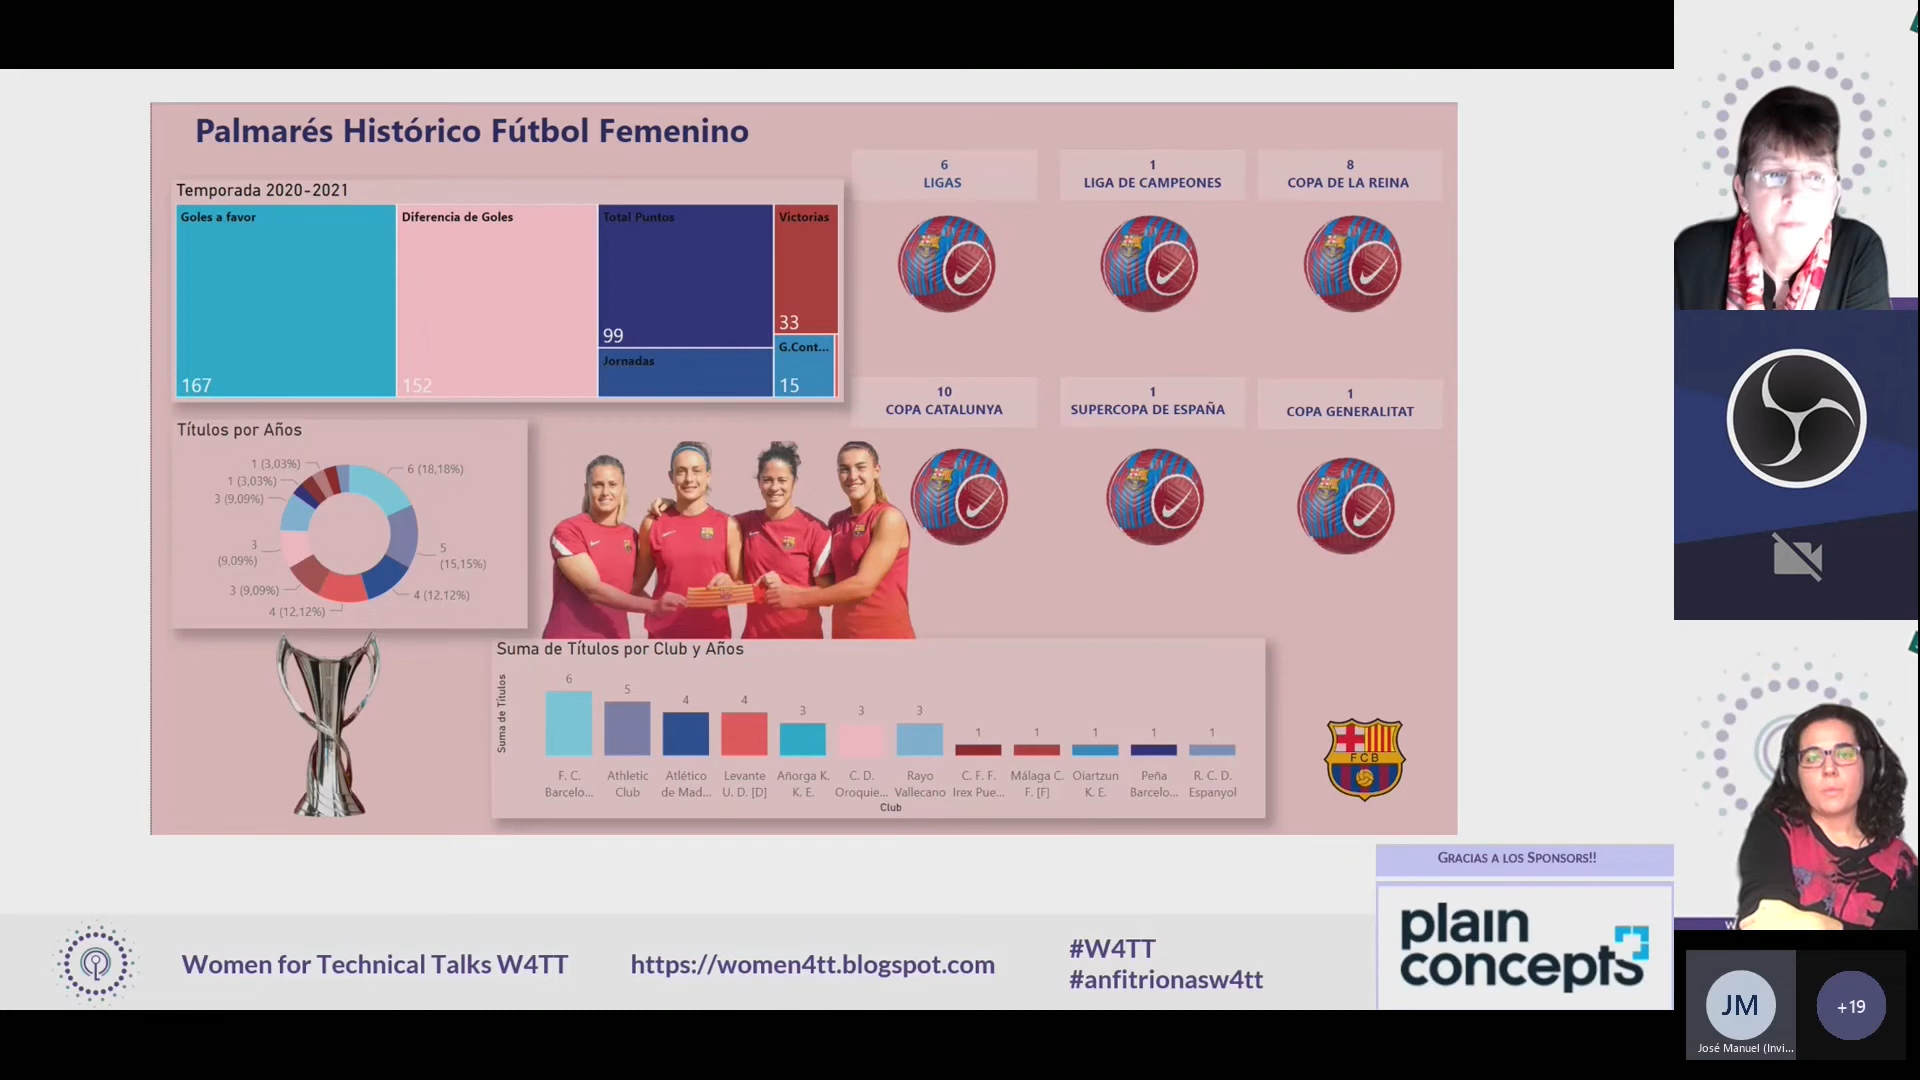 Palmarés Histórico Fútbol Femenino
Temporada 2020-2021
Goles a favor
167
Diferencia de Goles
152
Total Puntos
99
Jornadas
Victorias
33
G.Cont...
15
6
LIGAS
1
LIGA DE CAMPEONES
8
COPA DE LA REINA
10
COPA CATALUNYA
1
SUPERCOPA DE ESPAÑA
1
COPA GENERALITAT
Títulos por Años
1 (3,03%)
1 (3,03%)
3 (9,09%)
3
(9,09%)
3 (9,09%)
4 (12,12%)
6 (18,18%)
5
(15,15%)
4 (12,12%)
Suma de Títulos por Club y Años
Suma de Títulos
6 5 4 4 3 3 3 1 1 1 1 1
F. C. Barcelo...
Athletic Club
Atlético de Mad...
Levante U. D. [D]
Añorga K. K. E.
C. D. Oroquie...
Rayo Vallecano
C. F. F. Irex Pue...
Málaga C. F. [F]
Oiartzun K. E.
Peña Barcelo...
R. C. D. Espanyol
Club
FCB
GRACIAS A LOS SPONSORS!!
plain
concepts
Women for Technical Talks W4TT
https://women4tt.blogspot.com
#W4TT
#anfitrionasw4tt
JM
José Manuel (Invi...
+19